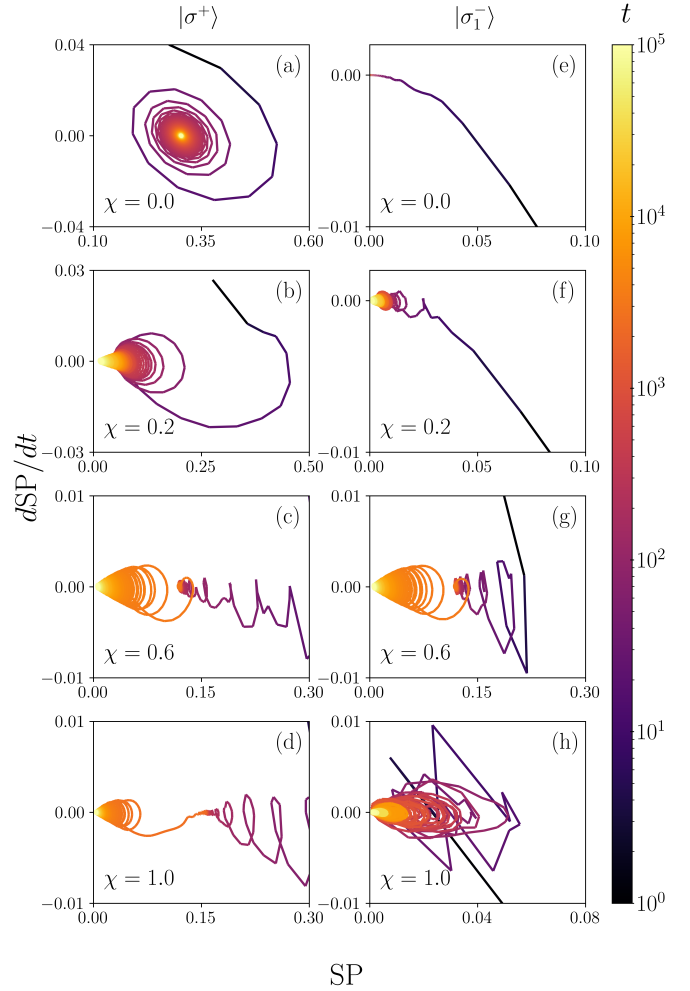 |σ⁺⟩ |σ₁⁻⟩ t
0.04 (a) 0.00 −0.04 χ = 0.0 0.10 0.35 0.60
0.00 (e) −0.01 χ = 0.0 0.00 0.05 0.10
0.03 (b) 0.00 −0.03 χ = 0.2 0.00 0.25 0.50
0.00 (f) −0.01 χ = 0.2 0.00 0.05 0.10
0.01 (c) 0.00 −0.01 χ = 0.6 0.00 0.15 0.30
0.01 (g) 0.00 −0.01 χ = 0.6 0.00 0.15 0.30
0.01 (d) 0.00 −0.01 χ = 1.0 0.00 0.15 0.30
0.01 (h) 0.00 −0.01 χ = 1.0 0.00 0.04 0.08
dSP/dt
SP
10⁵
10⁴
10³
10²
10¹
10⁰